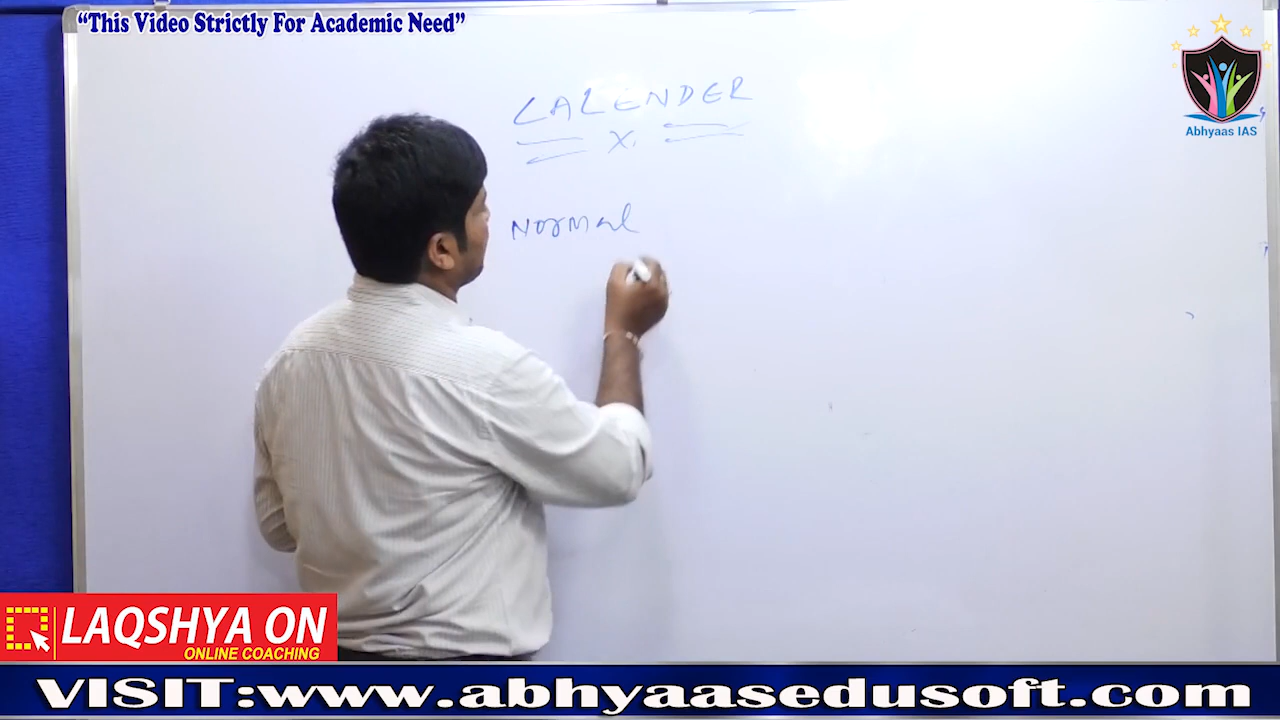 “This Video Strictly For Academic Need”
Abhyaas IAS
CALENDER
x
Normal
LAQSHYA ON
ONLINE COACHING
VISIT:www.abhyaasedusoft.com